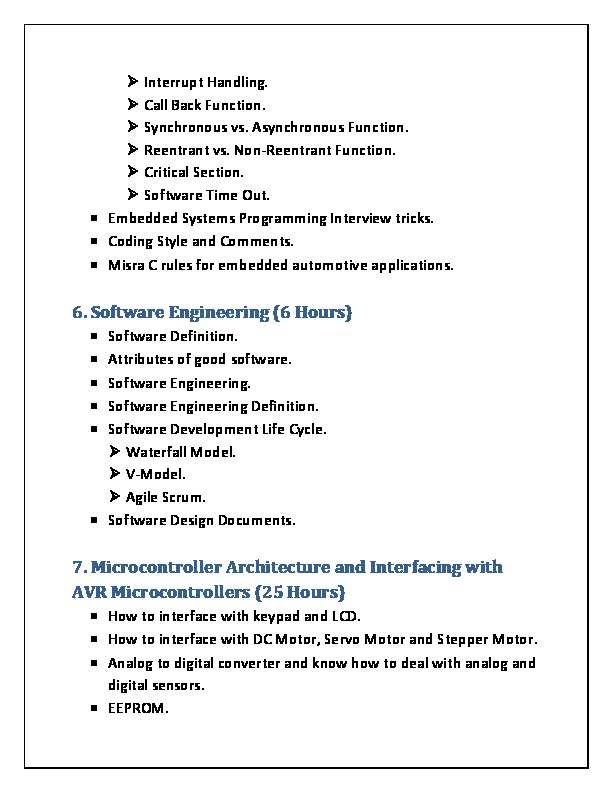 ➢ Interrupt Handling.
➢ Call Back Function.
➢ Synchronous vs. Asynchronous Function.
➢ Reentrant vs. Non-Reentrant Function.
➢ Critical Section.
➢ Software Time Out.
▪ Embedded Systems Programming Interview tricks.
▪ Coding Style and Comments.
▪ Misra C rules for embedded automotive applications.
6. Software Engineering (6 Hours)
▪ Software Definition.
▪ Attributes of good software.
▪ Software Engineering.
▪ Software Engineering Definition.
▪ Software Development Life Cycle.
➢ Waterfall Model.
➢ V-Model.
➢ Agile Scrum.
▪ Software Design Documents.
7. Microcontroller Architecture and Interfacing with
AVR Microcontrollers (25 Hours)
▪ How to interface with keypad and LCD.
▪ How to interface with DC Motor, Servo Motor and Stepper Motor.
▪ Analog to digital converter and know how to deal with analog and
digital sensors.
▪ EEPROM.